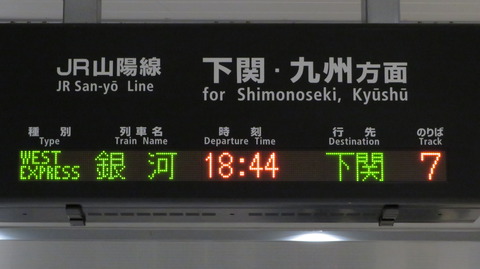 JR山陽線 下関・九州方面
JR San-yō Line for Shimonoseki, Kyūshū
種別 列車名 時刻 行先 のりば
Type Train Name Departure Time Destination Track
WEST EXPRESS 銀河 18:44 下関 7